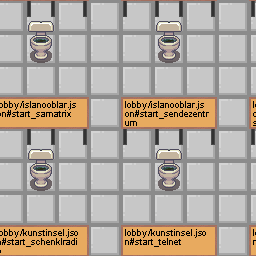 lobby/islanooblar.js
on#start_samatrix
lobby/islanooblar.js
on#start_sendezentr
um
lobby/kunstinsel.jso
n#start_schenklradi
o
lobby/kunstinsel.jso
n#start_telnet